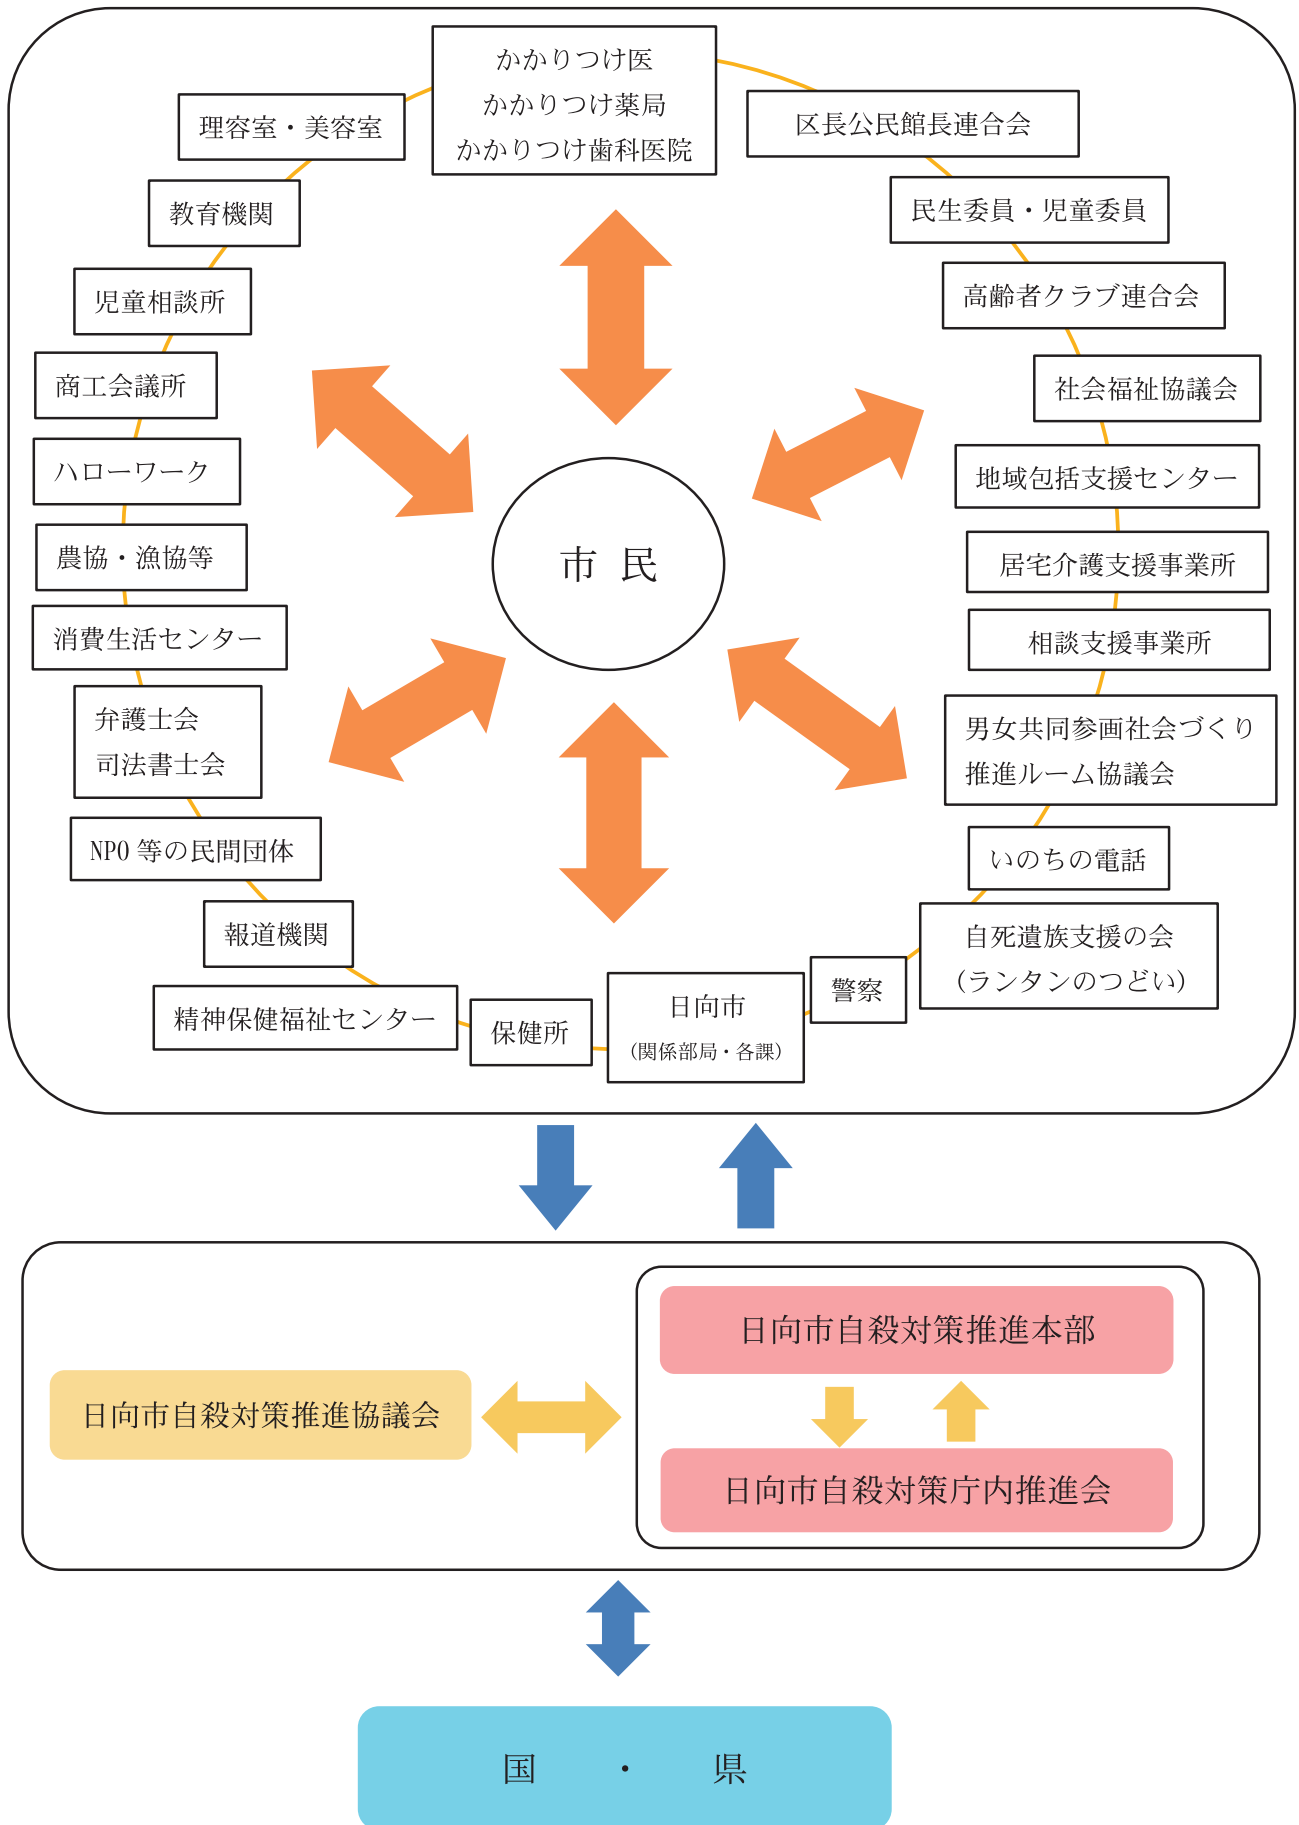 かかりつけ医
かかりつけ薬局
かかりつけ歯科医院
理容室・美容室
区長公民館長連合会
教育機関
民生委員・児童委員
児童相談所
高齢者クラブ連合会
商工会議所
社会福祉協議会
ハローワーク
地域包括支援センター
農協・漁協等
居宅介護支援事業所
消費生活センター
相談支援事業所
市 民
弁護士会
司法書士会
男女共同参画社会づくり
推進ルーム協議会
NPO 等の民間団体
いのちの電話
報道機関
自死遺族支援の会
(ランタンのつどい)
精神保健福祉センター
保健所
日向市
(関係部局・各課)
警察
日向市自殺対策推進本部
日向市自殺対策推進協議会
日向市自殺対策庁内推進会
国 ・ 県